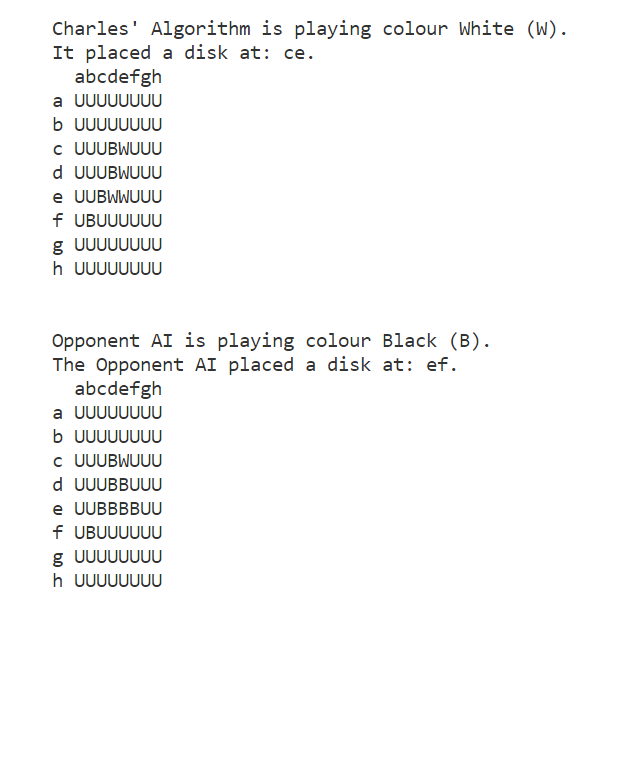 Charles' Algorithm is playing colour White (W).
It placed a disk at: ce.
  abcdefgh
a UUUUUUUU
b UUUUUUUU
c UUUBWUUU
d UUUBWUUU
e UUBWWUUU
f UBUUUUUU
g UUUUUUUU
h UUUUUUUU
Opponent AI is playing colour Black (B).
The Opponent AI placed a disk at: ef.
  abcdefgh
a UUUUUUUU
b UUUUUUUU
c UUUBWUUU
d UUUBBUUU
e UUBBBBUU
f UBUUUUUU
g UUUUUUUU
h UUUUUUUU